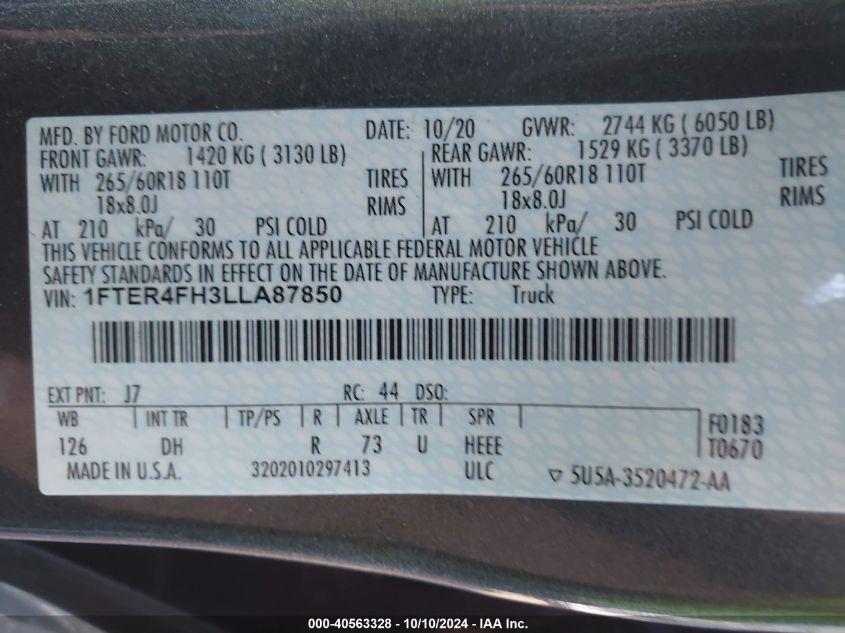 MFD. BY FORD MOTOR CO. DATE: 10/20 GVWR: 2744 KG ( 6050 LB)
FRONT GAWR: 1420 KG ( 3130 LB) REAR GAWR: 1529 KG ( 3370 LB)
WITH 265/60R18 110T TIRES WITH 265/60R18 110T TIRES
18x8.0J RIMS 18x8.0J RIMS
AT 210 kPa/ 30 PSI COLD AT 210 kPa/ 30 PSI COLD
THIS VEHICLE CONFORMS TO ALL APPLICABLE FEDERAL MOTOR VEHICLE
SAFETY STANDARDS IN EFFECT ON THE DATE OF MANUFACTURE SHOWN ABOVE.
VIN: 1FTER4FH3LLA87850 TYPE: Truck
EXT PNT: J7 RC: 44 DSO:
WB INT TR TP/PS R AXLE TR SPR F0183
126 DH R 73 U HEEE T0670
MADE IN U.S.A. 3202010297413 ULC 5U5A-3520472-AA
000-40563328 - 10/10/2024 - IAA Inc.